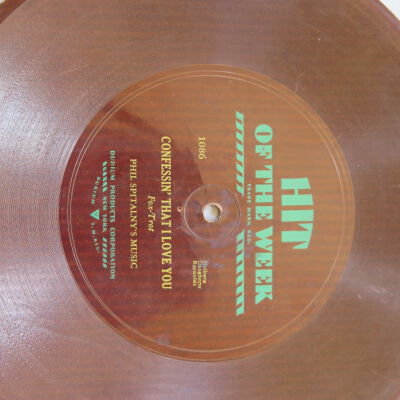 HIT
OF THE WEEK
TRADE MARK REG.
1086
CONFESSIN' THAT I LOVE YOU
Fox-Trot
PHIL SPITALNY'S MUSIC
DURIUM PRODUCTS CORPORATION
NEW YORK
DURIUM